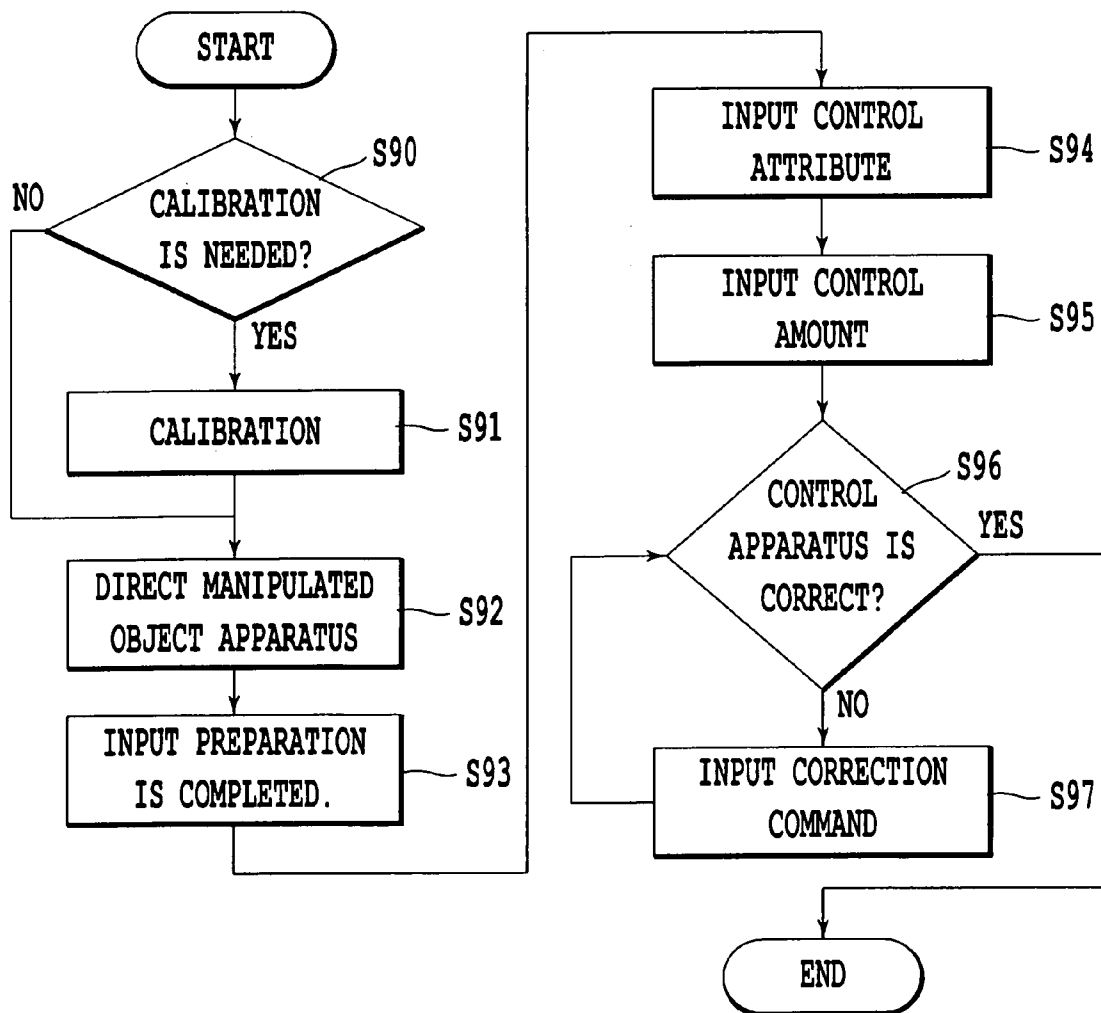 START
S90
NO
CALIBRATION
IS NEEDED?
YES
CALIBRATION
S91
DIRECT MANIPULATED
OBJECT APPARATUS
S92
INPUT PREPARATION
IS COMPLETED.
S93
INPUT CONTROL
ATTRIBUTE
S94
INPUT CONTROL
AMOUNT
S95
S96
CONTROL
APPARATUS IS
CORRECT?
YES
NO
INPUT CORRECTION
COMMAND
S97
END